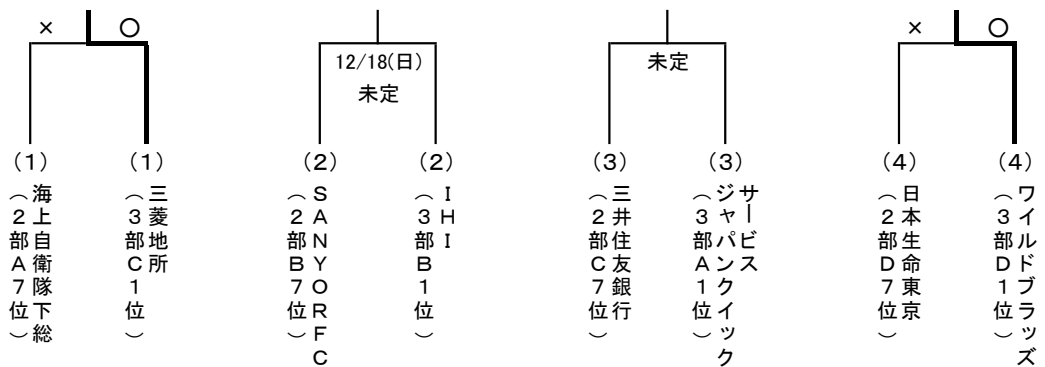 × ○
12/18(日)
未定
未定
× ○
(1)
海上自衛隊下総
(2部A7位)
(1)
三菱地所
(3部C1位)
(2)
SANYORFC
(2部B7位)
(2)
IHI
(3部B1位)
(3)
三井住友銀行
(2部C7位)
(3)
サービス
ジャパンクイック
(3部A1位)
(4)
日本生命東京
(2部D7位)
(4)
ワイルドブラッズ
(3部D1位)